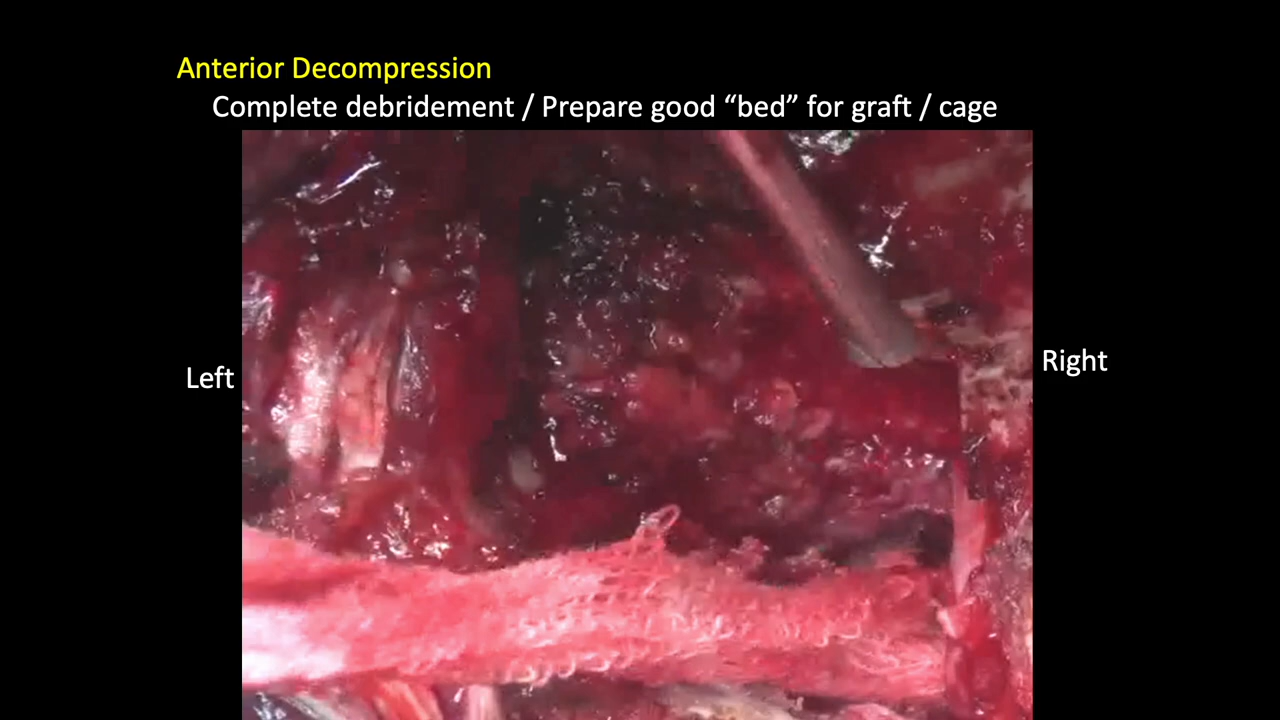 Anterior Decompression
Complete debridement / Prepare good “bed” for graft / cage
Left
Right